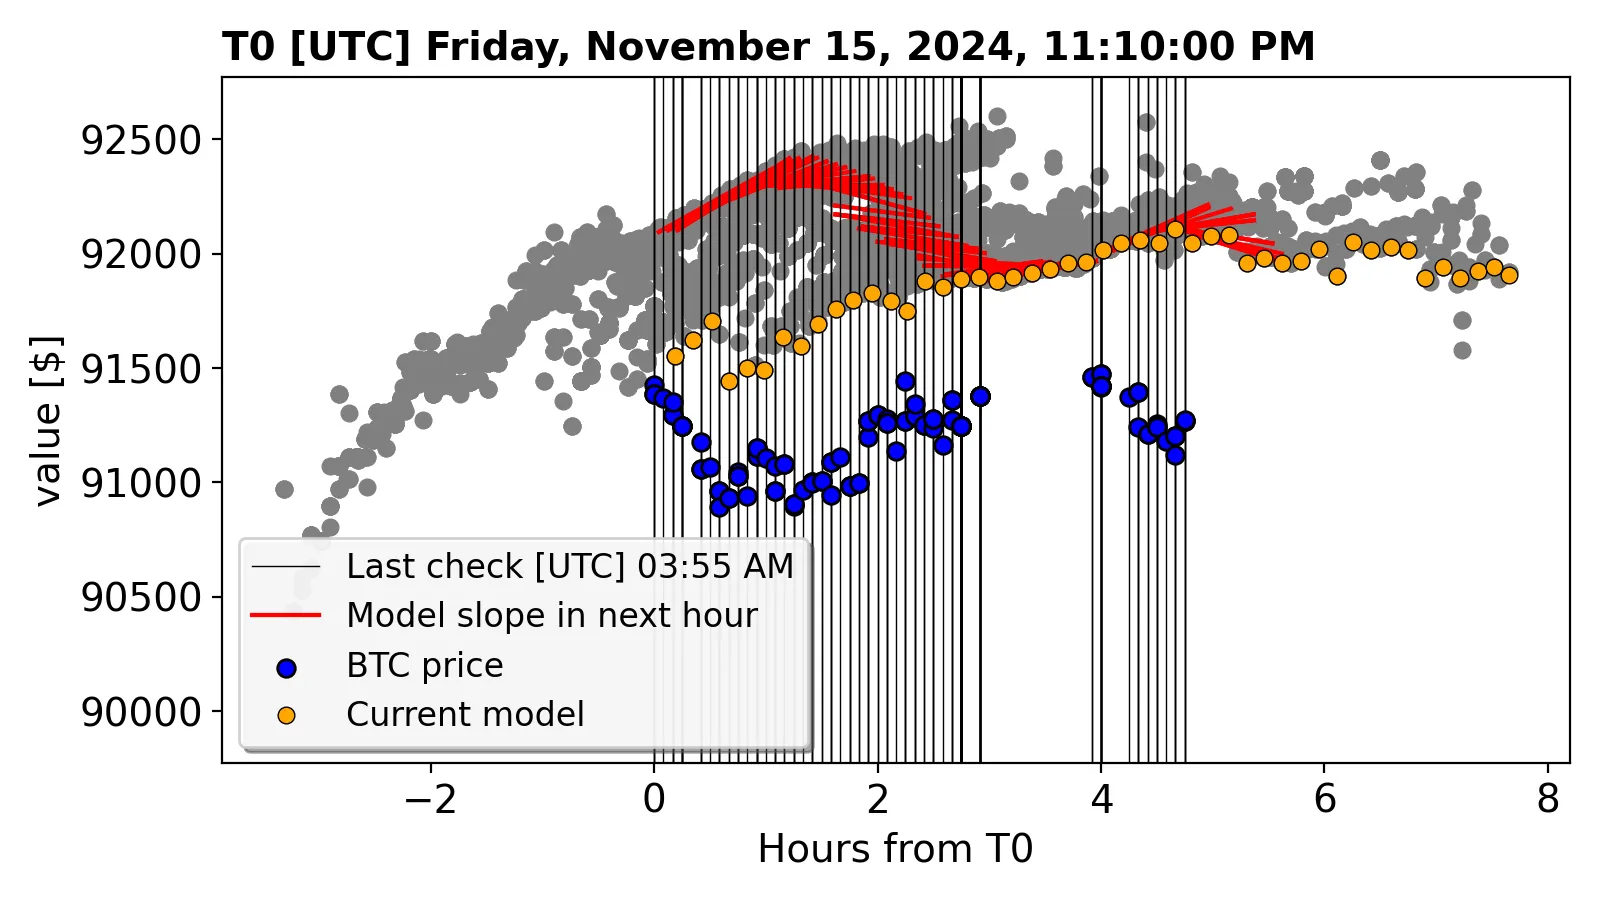 T0 [UTC] Friday, November 15, 2024, 11:10:00 PM
value [$]
92500
92000
91500
91000
90500
90000
Last check [UTC] 03:55 AM
Model slope in next hour
BTC price
Current model
−2 0 2 4 6 8
Hours from T0